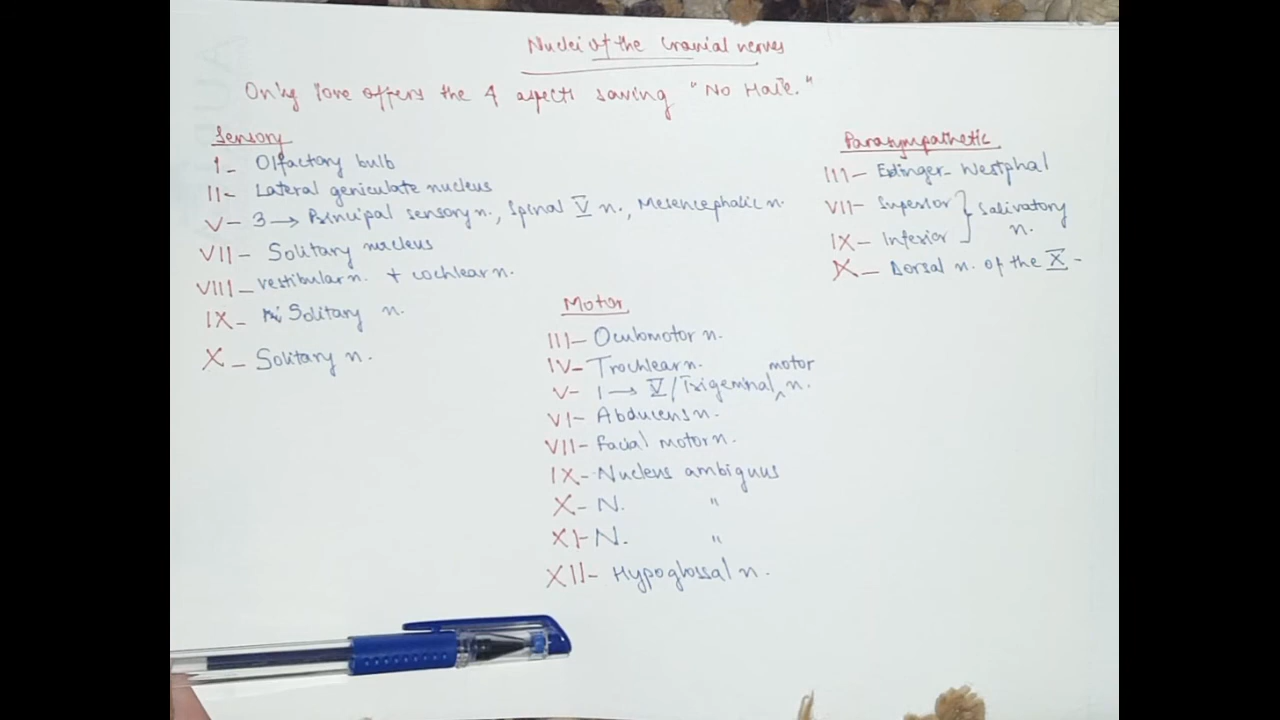 Nuclei of the Cranial nerves
Only love offers the 4 aspects saving "No Hate."
Sensory
I- Olfactory bulb
II- Lateral geniculate nucleus
V- 3 → Principal sensory n., Spinal V n., Mesencephalic n.
VII- Solitary nucleus
VIII- vestibular n. + cochlear n.
IX- Solitary n.
X- Solitary n.
Parasympathetic
III- Edinger-Westphal
VII- Superior } Salivatory n.
IX- Inferior
X- Dorsal n. of the X -
Motor
III- Oculomotor n.
IV- Trochlear n.
V- 1 → V/Trigeminal motor n.
VI- Abducens n.
VII- Facial motor n.
IX- Nucleus ambiguus
X- N. "
XI- N. "
XII- Hypoglossal n.